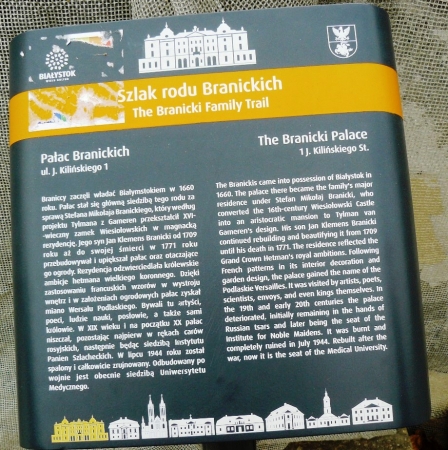 BIAŁYSTOK
Szlak rodu Branickich
The Branicki Family Trail
Pałac Branickich
ul. J. Kilińskiego 1
Braniccy zaczęli władać Białymstokiem w 1660
roku. Pałac stał się główną siedzibą tego rodu za
sprawą Stefana Mikołaja Branickiego, który według
projektu Tylmana z Gameren przekształcił XVI-
-wieczny zamek Wiesiołowskich w magnacką
rezydencję. Jego syn Jan Klemens Branicki od 1709
roku aż do swojej śmierci w 1771 roku
przebudowywał i upiększał pałac oraz otaczające
go ogrody. Rezydencja odzwierciedlała królewskie
ambicje hetmana wielkiego koronnego. Dzięki
zastosowaniu francuskich wzorów w wystroju
wnętrz i w założeniach ogrodowych pałac zyskał
miano Wersalu Podlaskiego. Bywali tu artyści,
poeci, ludzie nauki, posłowie, a także sami
królowie. W XIX wieku i na początku XX pałac
niszczał, pozostając najpierw w rękach carów
rosyjskich, następnie będąc siedzibą Instytutu
Panien Szlacheckich. W lipcu 1944 roku został
spalony i całkowicie zrujnowany. Odbudowany po
wojnie jest obecnie siedzibą Uniwersytetu
Medycznego.
The Branicki Palace
1 J. Kilińskiego St.
The Branickis came into possession of Białystok in
1660. The palace there became the family's major
residence under Stefan Mikołaj Branicki, who
converted the 16th-century Wiesiołowski Castle
into an aristocratic mansion to Tylman van
Gameren's design. His son Jan Klemens Branicki
continued rebuilding and beautifying it from 1709
until his death in 1771. The residence reflected the
Grand Crown Hetman's royal ambitions. Following
French patterns in its interior decoration and
garden design, the palace gained the name of the
Podlaskie Versailles. It was visited by artists, poets,
scientists, envoys, and even kings themselves. In
the 19th and early 20th centuries the palace
deteriorated, initially remaining in the hands of
Russian tsars and later being the seat of the
Institute for Noble Maidens. It was burnt and
completely ruined in July 1944. Rebuilt after the
war, now it is the seat of the Medical University.